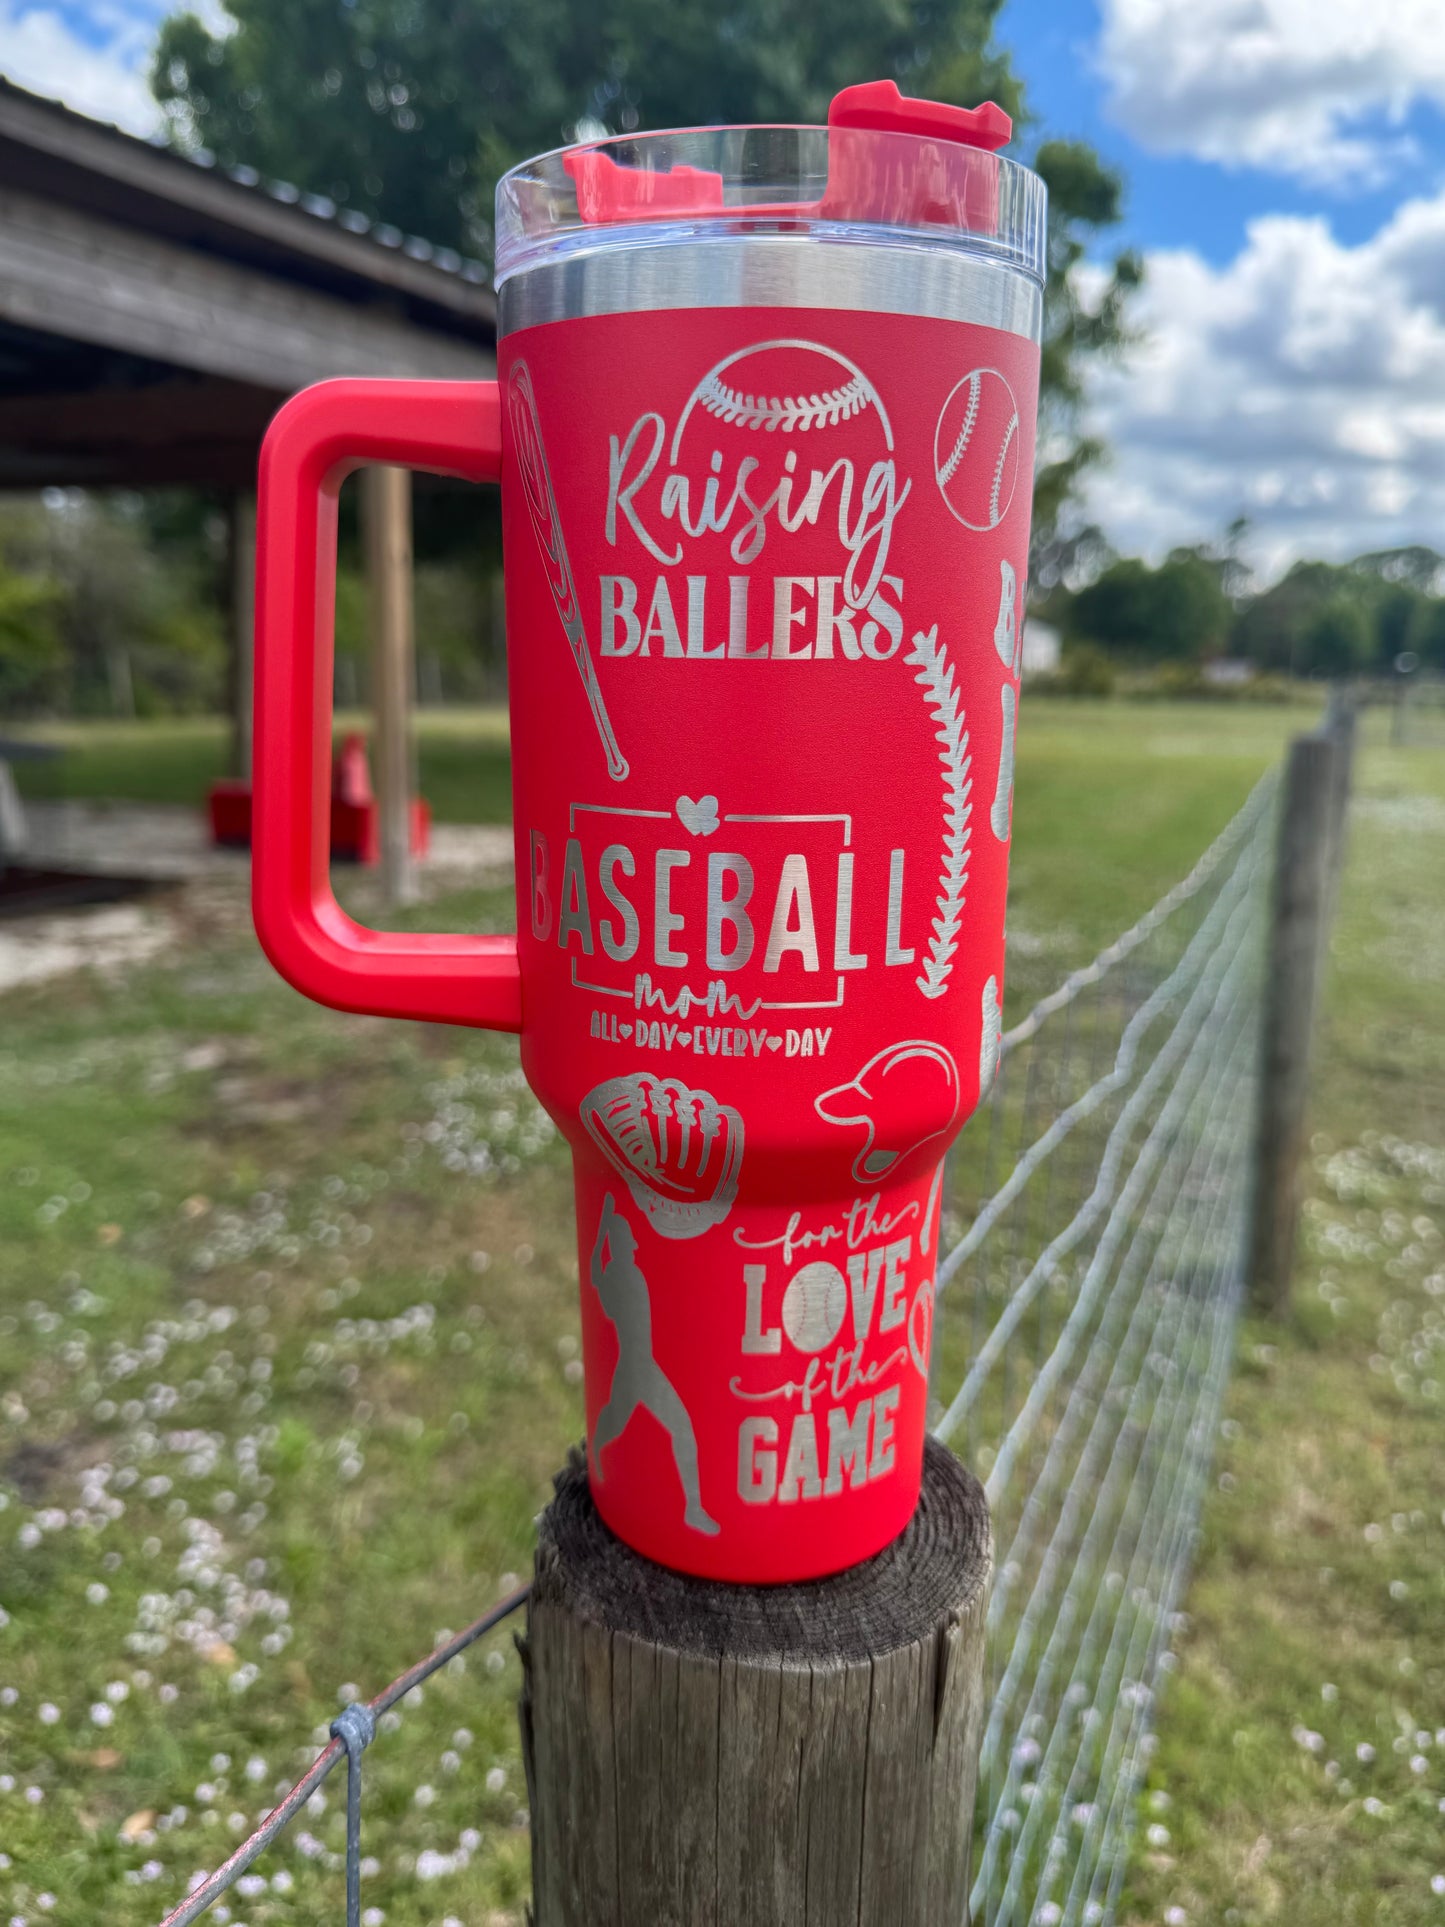 Raising
BALLERS
BASEBALL
mom
ALL♥DAY♥EVERY♥DAY
for the
LOVE
of the
GAME